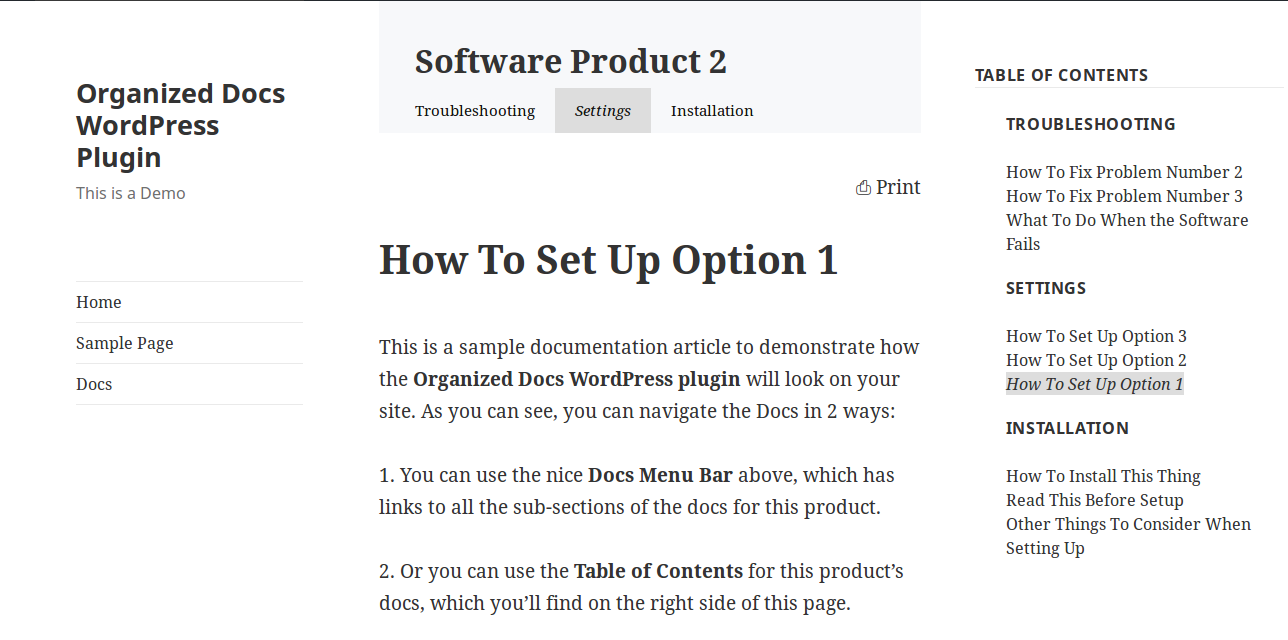 Organized Docs
WordPress
Plugin
This is a Demo
Home
Sample Page
Docs
Software Product 2
Troubleshooting Settings Installation
Print
How To Set Up Option 1
This is a sample documentation article to demonstrate how
the Organized Docs WordPress plugin will look on your
site. As you can see, you can navigate the Docs in 2 ways:
1. You can use the nice Docs Menu Bar above, which has
links to all the sub-sections of the docs for this product.
2. Or you can use the Table of Contents for this product’s
docs, which you’ll find on the right side of this page.
TABLE OF CONTENTS
TROUBLESHOOTING
How To Fix Problem Number 2
How To Fix Problem Number 3
What To Do When the Software
Fails
SETTINGS
How To Set Up Option 3
How To Set Up Option 2
How To Set Up Option 1
INSTALLATION
How To Install This Thing
Read This Before Setup
Other Things To Consider When
Setting Up